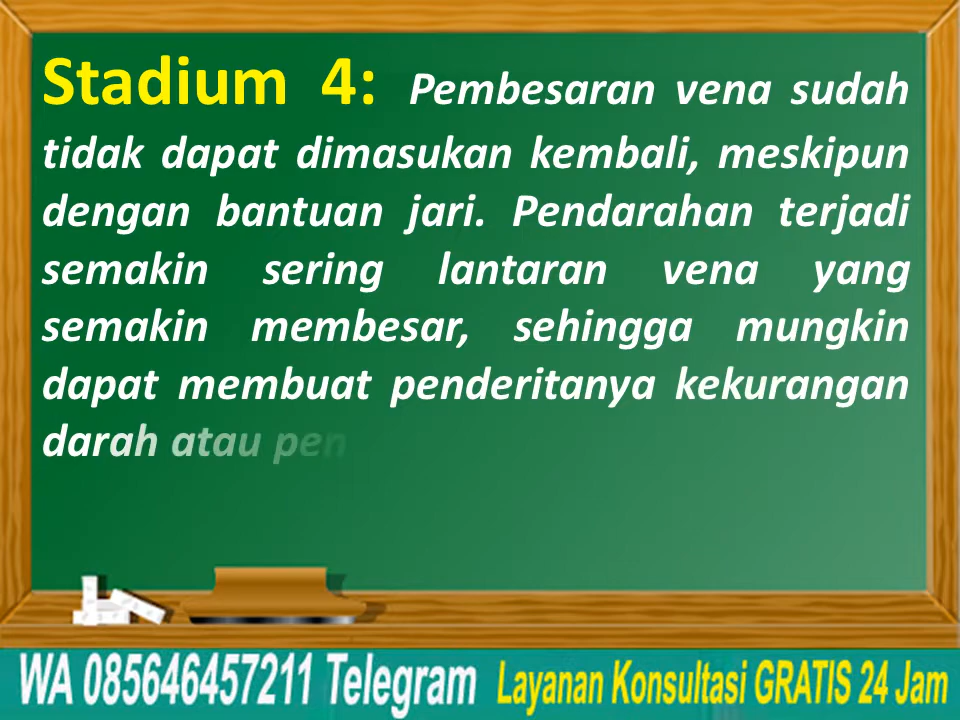 Stadium 4: Pembesaran vena sudah
tidak dapat dimasukan kembali, meskipun
dengan bantuan jari. Pendarahan terjadi
semakin sering lantaran vena yang
semakin membesar, sehingga mungkin
dapat membuat penderitanya kekurangan
darah atau
WA 085646457211 Telegram Layanan Konsultasi GRATIS 24 Jam